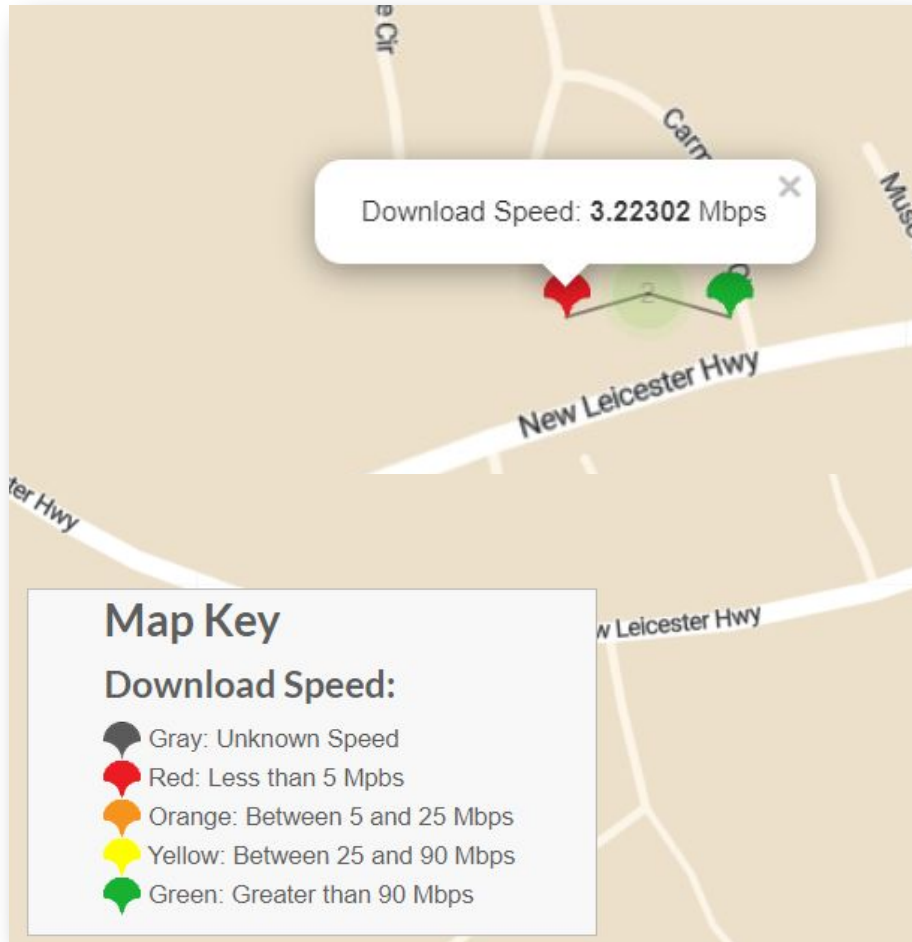 e Cir
Carm
Musc
Download Speed: 3.22302 Mbps
2
New Leicester Hwy
ter Hwy
w Leicester Hwy
Map Key
Download Speed:
Gray: Unknown Speed
Red: Less than 5 Mpbs
Orange: Between 5 and 25 Mbps
Yellow: Between 25 and 90 Mbps
Green: Greater than 90 Mbps